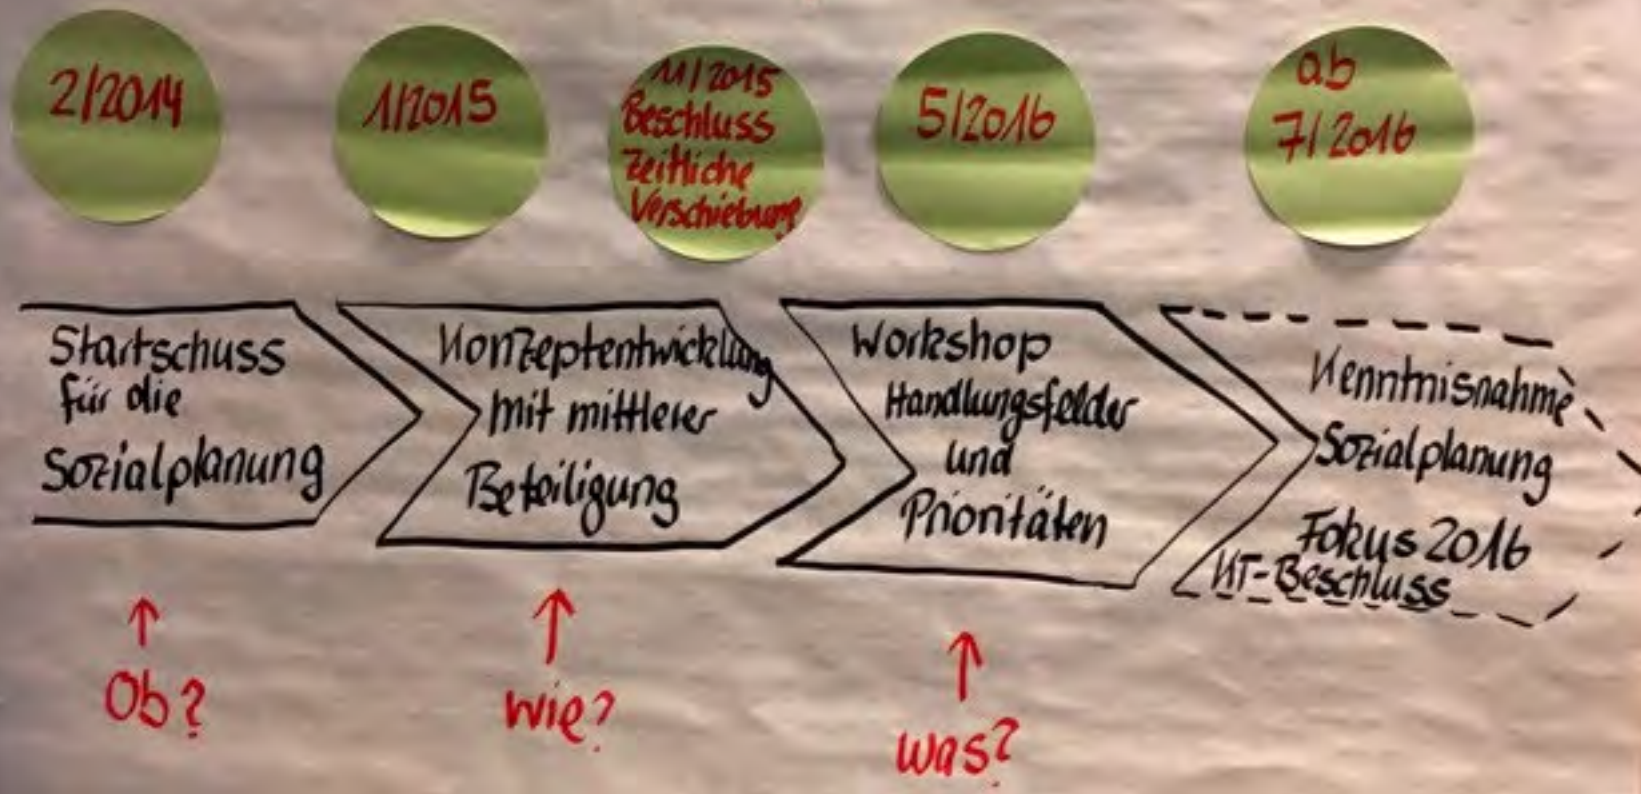 2/2014
1/2015
11/2015
Beschluss
zeitliche
Verschiebung
5/2016
ab
7/2016
Startschuss
für die
Sozialplanung
Konzeptentwicklung
mit mittlerer
Beteiligung
Workshop
Handlungsfelder
und
Prioritäten
Kenntnisnahme
Sozialplanung
Fokus 2016
KT-Beschluss
Ob?
wie?
was?